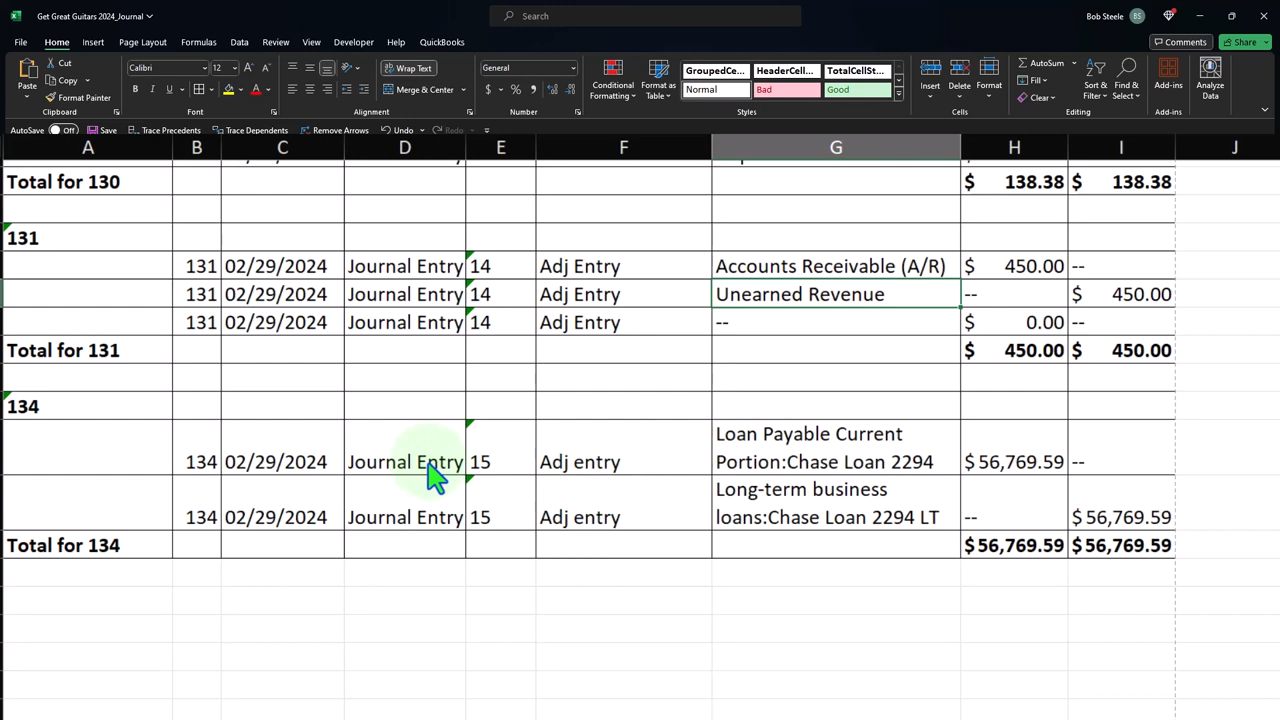 Get Great Guitars 2024_Journal
Search
Bob Steele BS
File Home Insert Page Layout Formulas Data Review View Developer Help QuickBooks
Comments Share
Paste Cut Copy Format Painter
Clipboard
Calibri 12
B I U
Font
Wrap Text
Merge & Center
Alignment
General
$ % 9
Number
Conditional Formatting Format as Table
GroupedCe... HeaderCell... TotalCellSt...
Normal Bad Good
Styles
Insert Delete Format
Cells
AutoSum Fill Clear
Sort & Filter Find & Select
Editing
Add-ins
Add-ins
Analyze Data
AutoSave Off Save Trace Precedents Trace Dependents Remove Arrows Undo Redo
A B C D E F G H I J
Total for 130 $ 138.38 $ 138.38
131
131 02/29/2024 Journal Entry 14 Adj Entry Accounts Receivable (A/R) $ 450.00 --
131 02/29/2024 Journal Entry 14 Adj Entry Unearned Revenue -- $ 450.00
131 02/29/2024 Journal Entry 14 Adj Entry -- $ 0.00 --
Total for 131 $ 450.00 $ 450.00
134
Loan Payable Current
134 02/29/2024 Journal Entry 15 Adj entry Portion:Chase Loan 2294 $ 56,769.59 --
Long-term business
134 02/29/2024 Journal Entry 15 Adj entry loans:Chase Loan 2294 LT -- $ 56,769.59
Total for 134 $ 56,769.59 $ 56,769.59